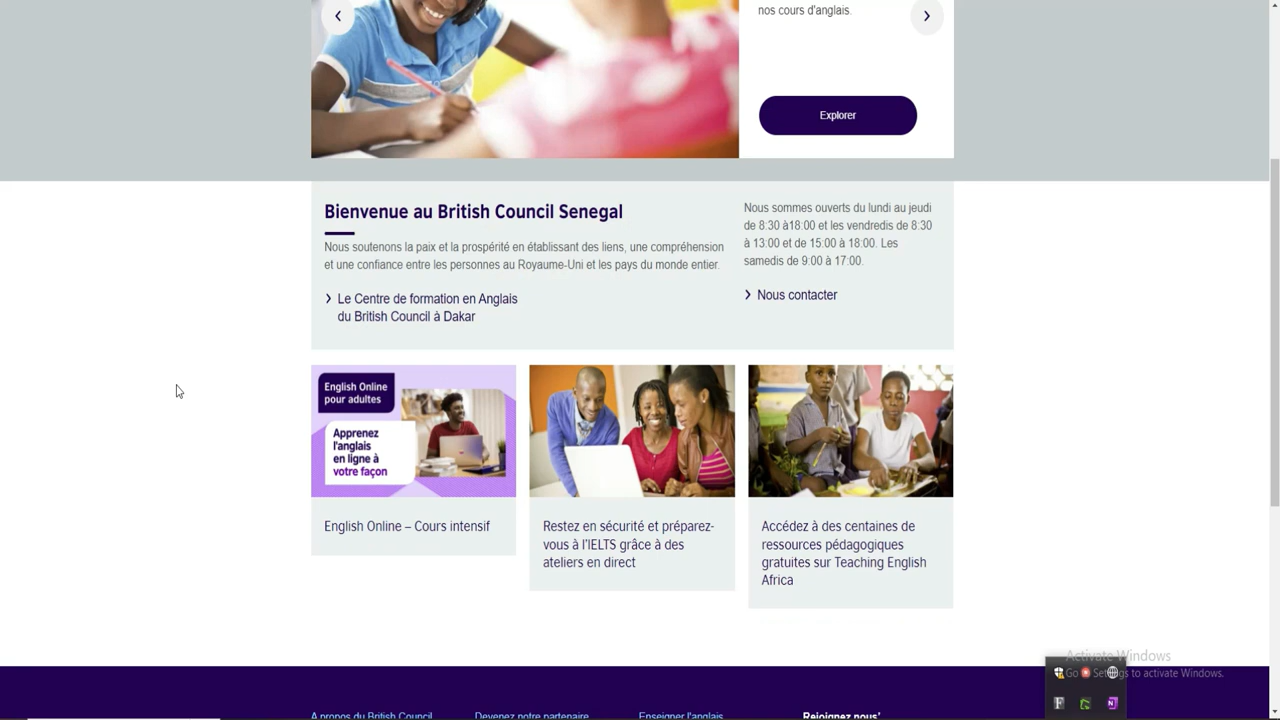 nos cours d'anglais.
Explorer
Bienvenue au British Council Senegal
Nous soutenons la paix et la prospérité en établissant des liens, une compréhension
et une confiance entre les personnes au Royaume-Uni et les pays du monde entier.
Le Centre de formation en Anglais
du British Council à Dakar
Nous sommes ouverts du lundi au jeudi
de 8:30 à18:00 et les vendredis de 8:30
à 13:00 et de 15:00 à 18:00. Les
samedis de 9:00 à 17:00.
Nous contacter
English Online
pour adultes
Apprenez
l'anglais
en ligne à
votre façon
English Online – Cours intensif
Restez en sécurité et préparez-
vous à l'IELTS grâce à des
ateliers en direct
Accédez à des centaines de
ressources pédagogiques
gratuites sur Teaching English
Africa
Activate Windows
Go to Settings to activate Windows.
A propos du British Council
Devenez notre partenaire
Enseigner l'anglais
Rejoignez nous'